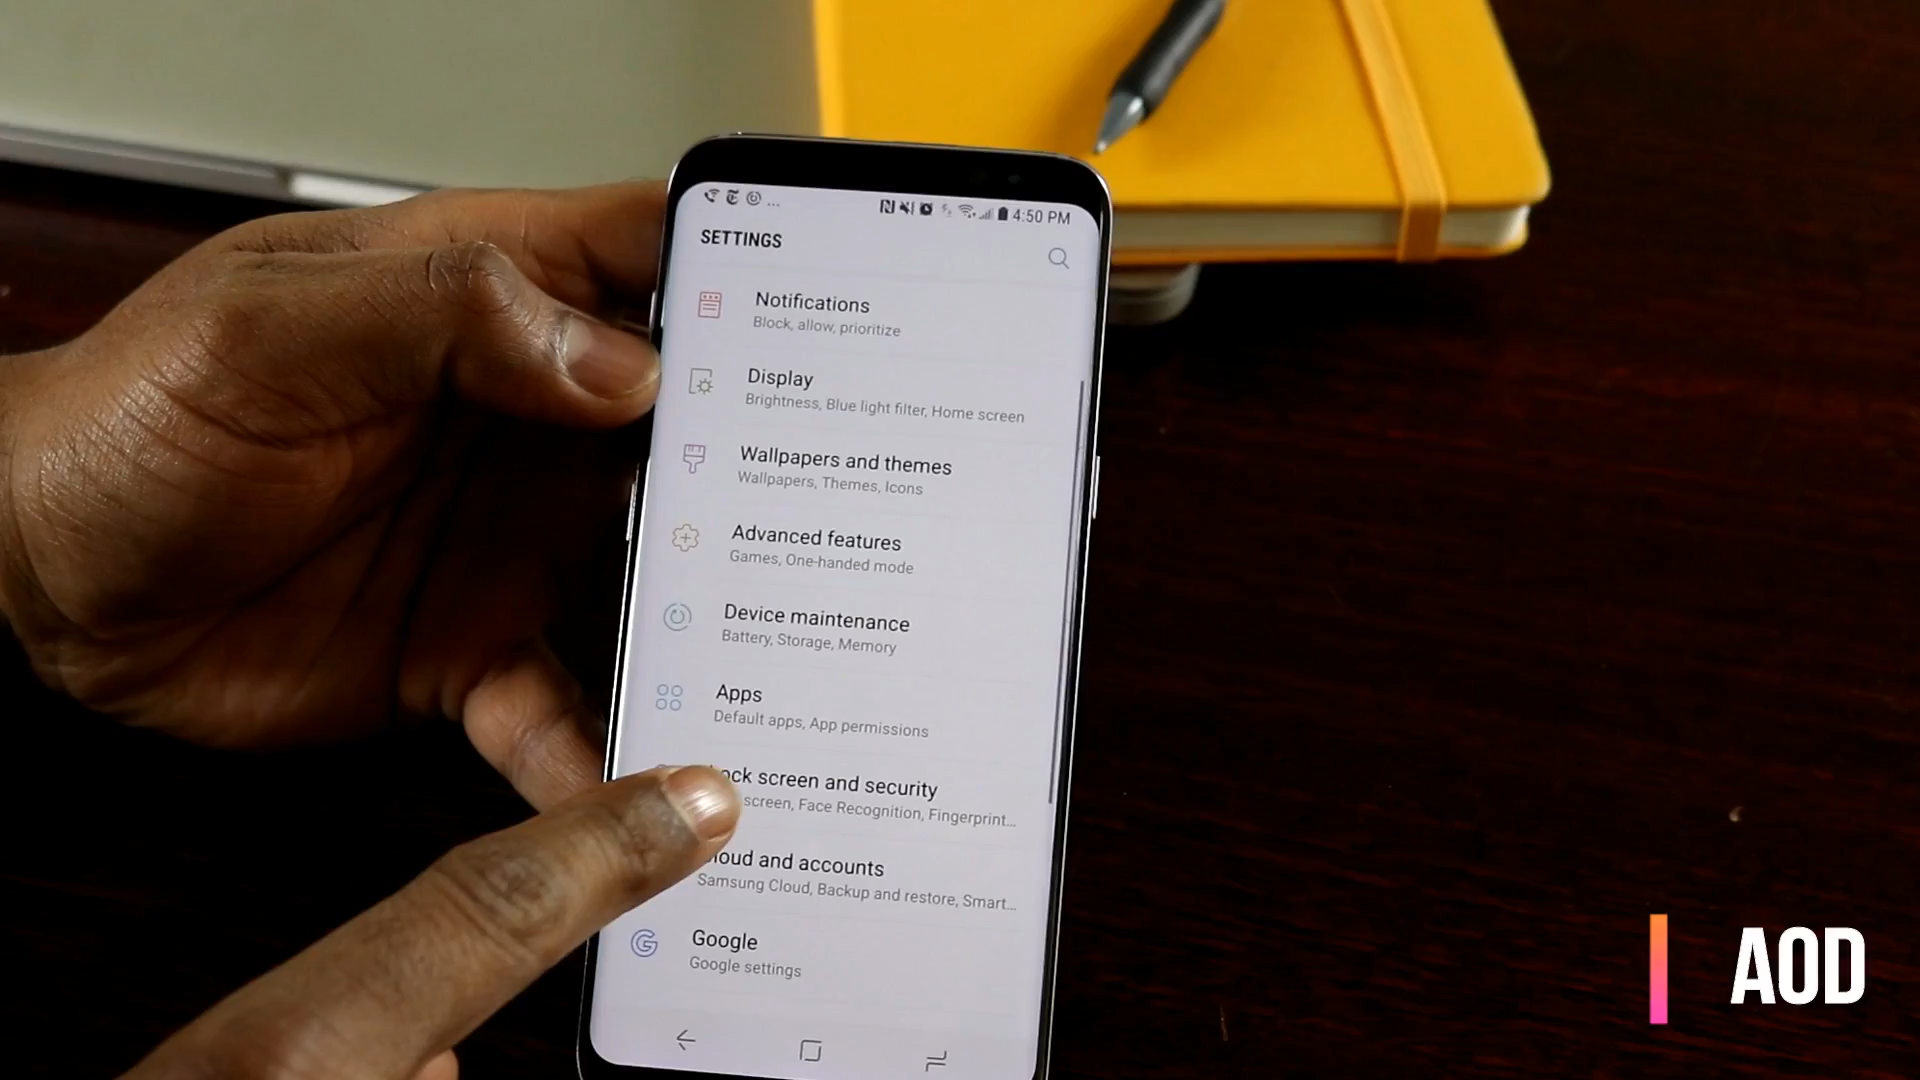 4:50 PM
SETTINGS
Notifications
Block, allow, prioritize
Display
Brightness, Blue light filter, Home screen
Wallpapers and themes
Wallpapers, Themes, Icons
Advanced features
Games, One-handed mode
Device maintenance
Battery, Storage, Memory
Apps
Default apps, App permissions
screen and security
screen, Face Recognition, Fingerprint...
and accounts
Samsung Cloud, Backup and restore, Smart...
Google
Google settings
AOD